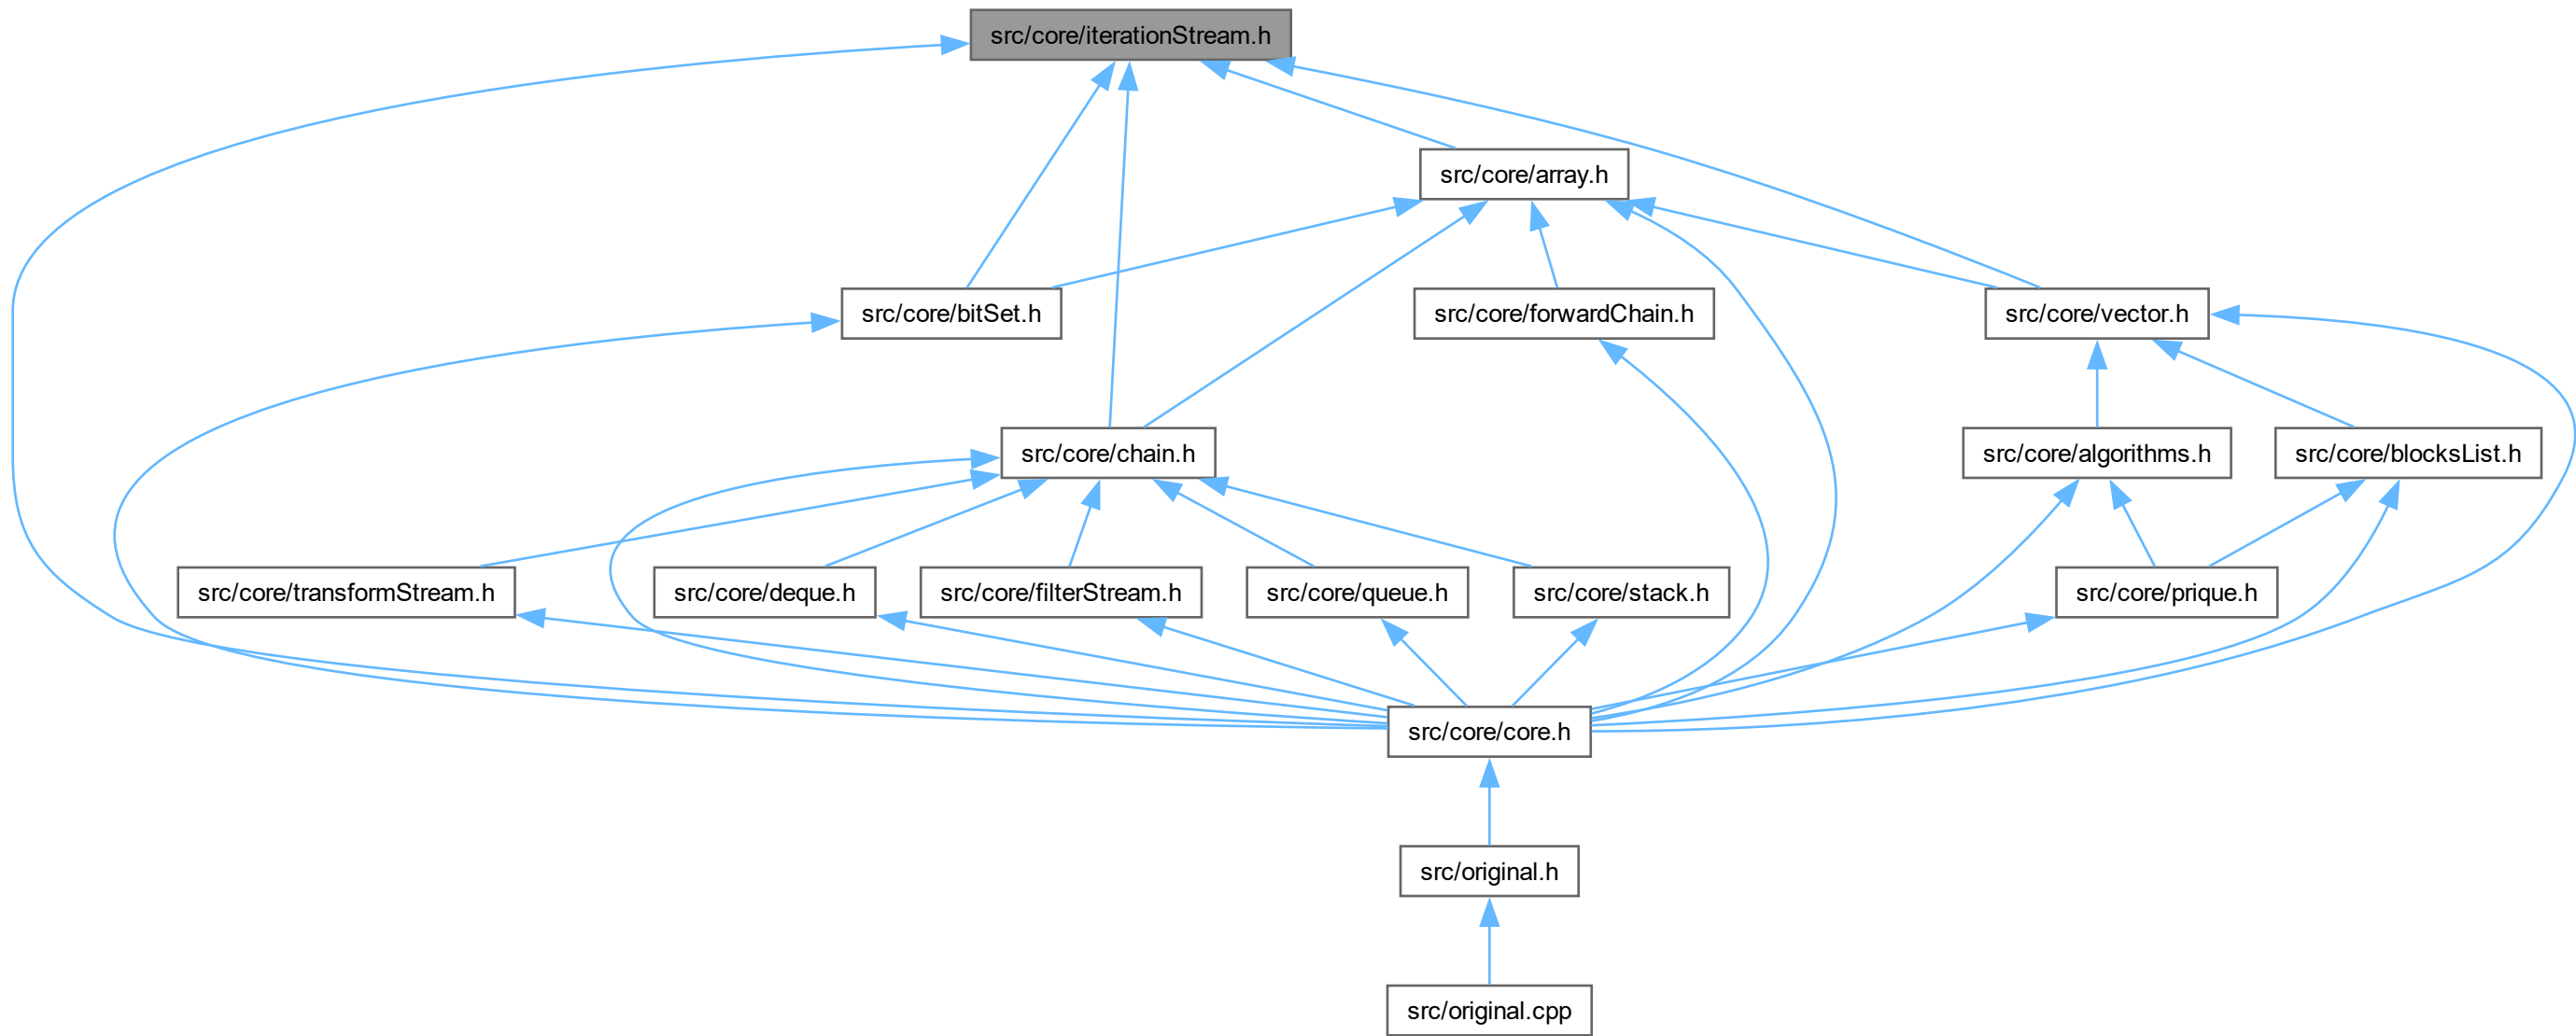 src/core/iterationStream.h
src/core/array.h
src/core/bitSet.h
src/core/forwardChain.h
src/core/vector.h
src/core/chain.h
src/core/algorithms.h
src/core/blocksList.h
src/core/transformStream.h
src/core/deque.h
src/core/filterStream.h
src/core/queue.h
src/core/stack.h
src/core/prique.h
src/core/core.h
src/original.h
src/original.cpp